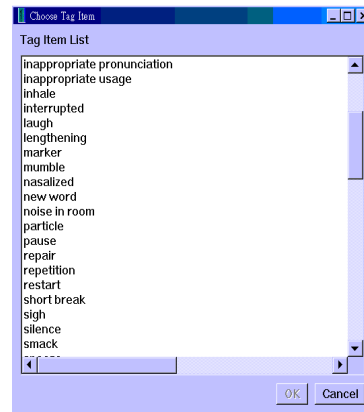 Choose Tag Item
Tag Item List
inappropriate pronunciation
inappropriate usage
inhale
interrupted
laugh
lengthening
marker
mumble
nasalized
new word
noise in room
particle
pause
repair
repetition
restart
short break
sigh
silence
smack
OK Cancel